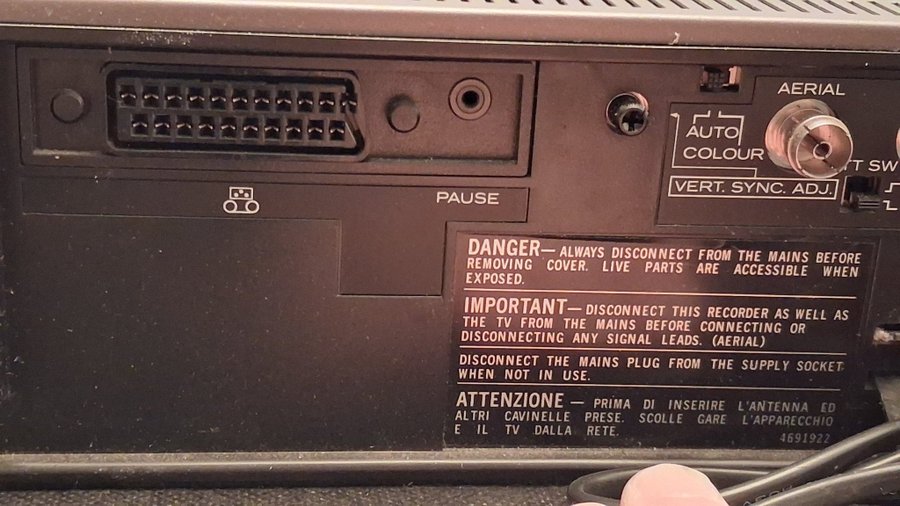 AERIAL
AUTO
COLOUR
VERT. SYNC. ADJ.
TT SW
PAUSE
DANGER— ALWAYS DISCONNECT FROM THE MAINS BEFORE
REMOVING COVER. LIVE PARTS ARE ACCESSIBLE WHEN
EXPOSED.
IMPORTANT— DISCONNECT THIS RECORDER AS WELL AS
THE TV FROM THE MAINS BEFORE CONNECTING OR
DISCONNECTING ANY SIGNAL LEADS. (AERIAL)
DISCONNECT THE MAINS PLUG FROM THE SUPPLY SOCKET
WHEN NOT IN USE.
ATTENZIONE — PRIMA DI INSERIRE L'ANTENNA ED
ALTRI CAVINELLE PRESE. SCOLLE GARE L'APPARECCHIO
E IL TV DALLA RETE.
4691922